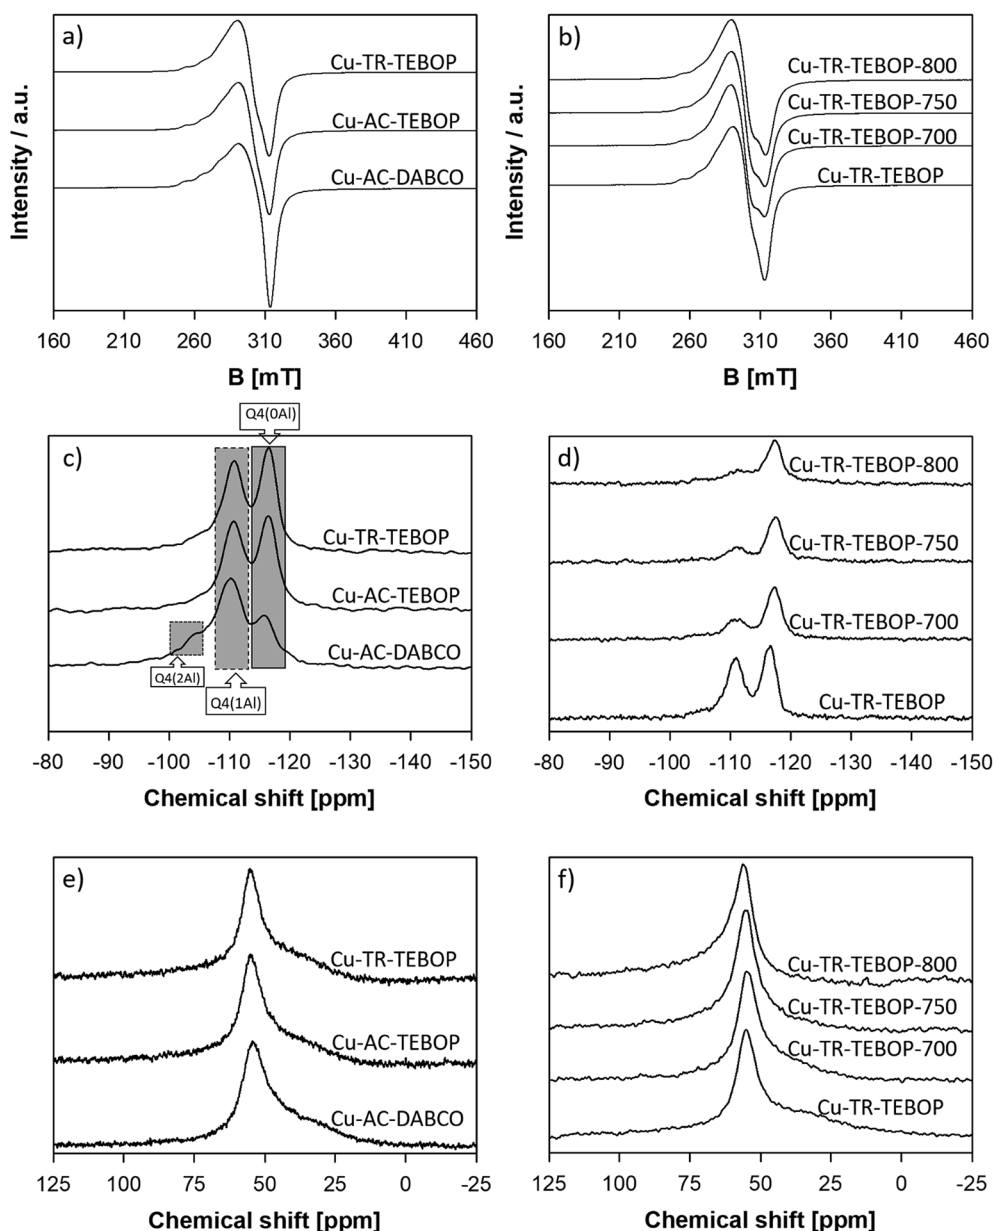 a)
Cu-TR-TEBOP
Cu-AC-TEBOP
Cu-AC-DABCO
Intensity / a.u.
160 210 260 310 360 410 460
B [mT]
b)
Cu-TR-TEBOP-800
Cu-TR-TEBOP-750
Cu-TR-TEBOP-700
Cu-TR-TEBOP
Intensity / a.u.
160 210 260 310 360 410 460
B [mT]
c)
Q4(0Al)
Cu-TR-TEBOP
Cu-AC-TEBOP
Cu-AC-DABCO
Q4(2Al)
Q4(1Al)
-80 -90 -100 -110 -120 -130 -140 -150
Chemical shift [ppm]
d)
Cu-TR-TEBOP-800
Cu-TR-TEBOP-750
Cu-TR-TEBOP-700
Cu-TR-TEBOP
-80 -90 -100 -110 -120 -130 -140 -150
Chemical shift [ppm]
e)
Cu-TR-TEBOP
Cu-AC-TEBOP
Cu-AC-DABCO
125 100 75 50 25 0 -25
Chemical shift [ppm]
f)
Cu-TR-TEBOP-800
Cu-TR-TEBOP-750
Cu-TR-TEBOP-700
Cu-TR-TEBOP
125 100 75 50 25 0 -25
Chemical shift [ppm]